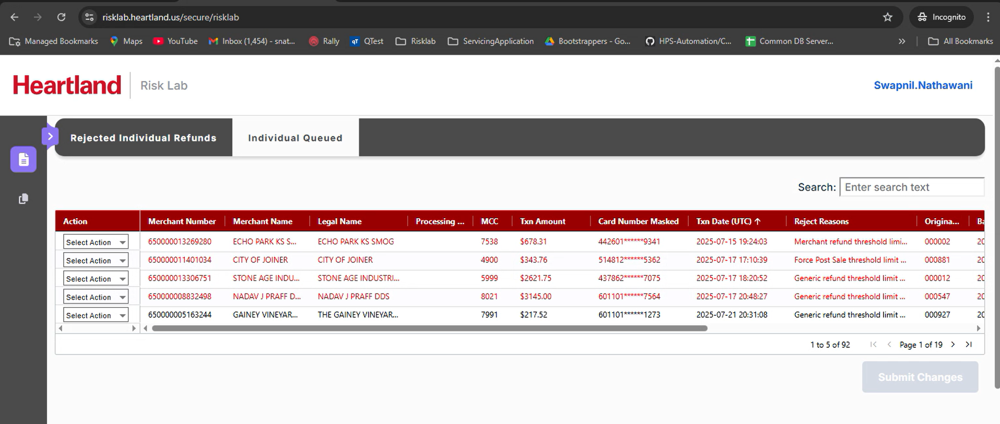 risklab.heartland.us/secure/risklab Incognito
Managed Bookmarks Maps YouTube Inbox (1,454) - snat... Rally QTest Risklab ServicingApplication Bootstrappers - Go... HPS-Automation/C... Common DB Server... » All Bookmarks
Heartland Risk Lab Swapnil.Nathawani
Rejected Individual Refunds Individual Queued
Search: Enter search text
Action Merchant Number Merchant Name Legal Name Processing ... MCC Txn Amount Card Number Masked Txn Date (UTC) ↑ Reject Reasons Origina... Ba
Select Action 650000013269280 ECHO PARK KS S... ECHO PARK KS SMOG 7538 $678.31 442601******9341 2025-07-15 19:24:03 Merchant refund threshold limi... 000002 20
Select Action 650000011401034 CITY OF JOINER CITY OF JOINER 4900 $343.76 514812******5362 2025-07-17 17:10:39 Force Post Sale threshold limit ... 000881 20
Select Action 650000013306751 STONE AGE INDU... STONE AGE INDUSTRI... 5999 $2621.75 437862******7075 2025-07-17 18:20:52 Generic refund threshold limit ... 000012 20
Select Action 650000008832498 NADAV J PRAFF D... NADAV J PRAFF DDS 8021 $3145.00 601101******7564 2025-07-17 20:48:27 Generic refund threshold limit ... 000547 20
Select Action 650000005163244 GAINEY VINEYAR... THE GAINEY VINEYAR... 7991 $217.52 601101******1273 2025-07-21 20:31:08 Generic refund threshold limit ... 000927 20
1 to 5 of 92 Page 1 of 19
Submit Changes